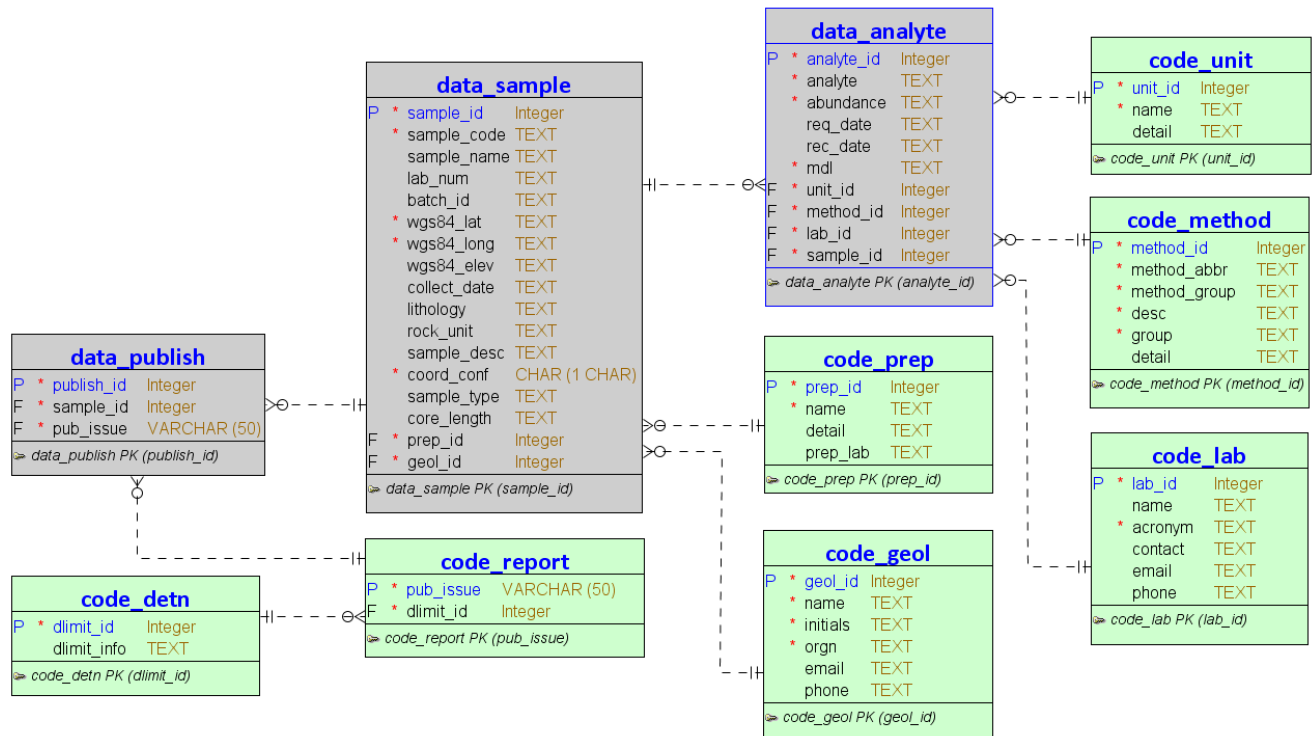 data_analyte
P * analyte_id Integer
* analyte TEXT
* abundance TEXT
req_date TEXT
rec_date TEXT
* mdl TEXT
F * unit_id Integer
F * method_id Integer
F * lab_id Integer
F * sample_id Integer
data_analyte PK (analyte_id)
code_unit
P * unit_id Integer
* name TEXT
detail TEXT
code_unit PK (unit_id)
data_sample
P * sample_id Integer
* sample_code TEXT
sample_name TEXT
lab_num TEXT
batch_id TEXT
* wgs84_lat TEXT
* wgs84_long TEXT
wgs84_elev TEXT
collect_date TEXT
lithology TEXT
rock_unit TEXT
sample_desc TEXT
* coord_conf CHAR (1 CHAR)
sample_type TEXT
core_length TEXT
F * prep_id Integer
F * geol_id Integer
data_sample PK (sample_id)
code_method
P * method_id Integer
* method_abbr TEXT
* method_group TEXT
* desc TEXT
* group TEXT
detail TEXT
code_method PK (method_id)
data_publish
P * publish_id Integer
F * sample_id Integer
F * pub_issue VARCHAR (50)
data_publish PK (publish_id)
code_prep
P * prep_id Integer
* name TEXT
detail TEXT
prep_lab TEXT
code_prep PK (prep_id)
code_lab
P * lab_id Integer
name TEXT
* acronym TEXT
contact TEXT
email TEXT
phone TEXT
code_lab PK (lab_id)
code_report
P * pub_issue VARCHAR (50)
F * dlimit_id Integer
code_report PK (pub_issue)
code_geol
P * geol_id Integer
* name TEXT
* initials TEXT
* orgn TEXT
email TEXT
phone TEXT
code_geol PK (geol_id)
code_detn
P * dlimit_id Integer
dlimit_info TEXT
code_detn PK (dlimit_id)